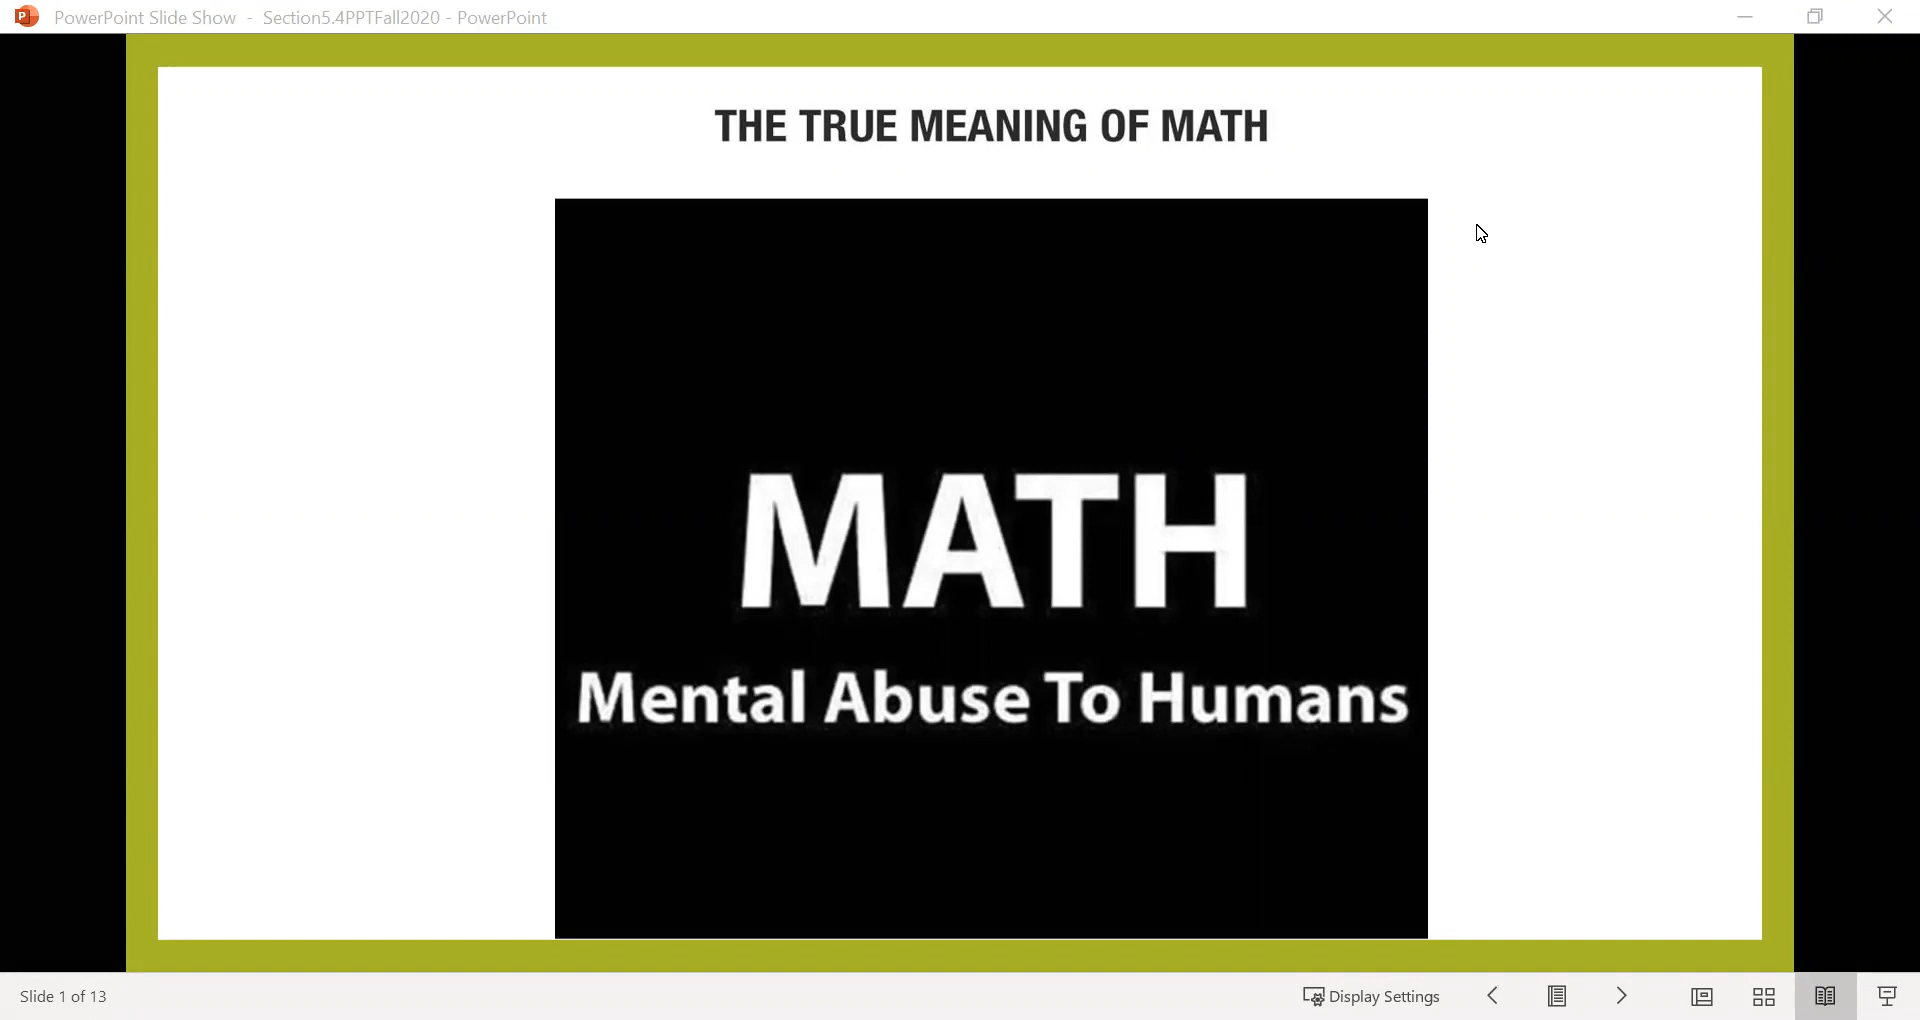 PowerPoint Slide Show - Section5.4PPTFall2020 - PowerPoint
THE TRUE MEANING OF MATH
MATH
Mental Abuse To Humans
Slide 1 of 13
Display Settings